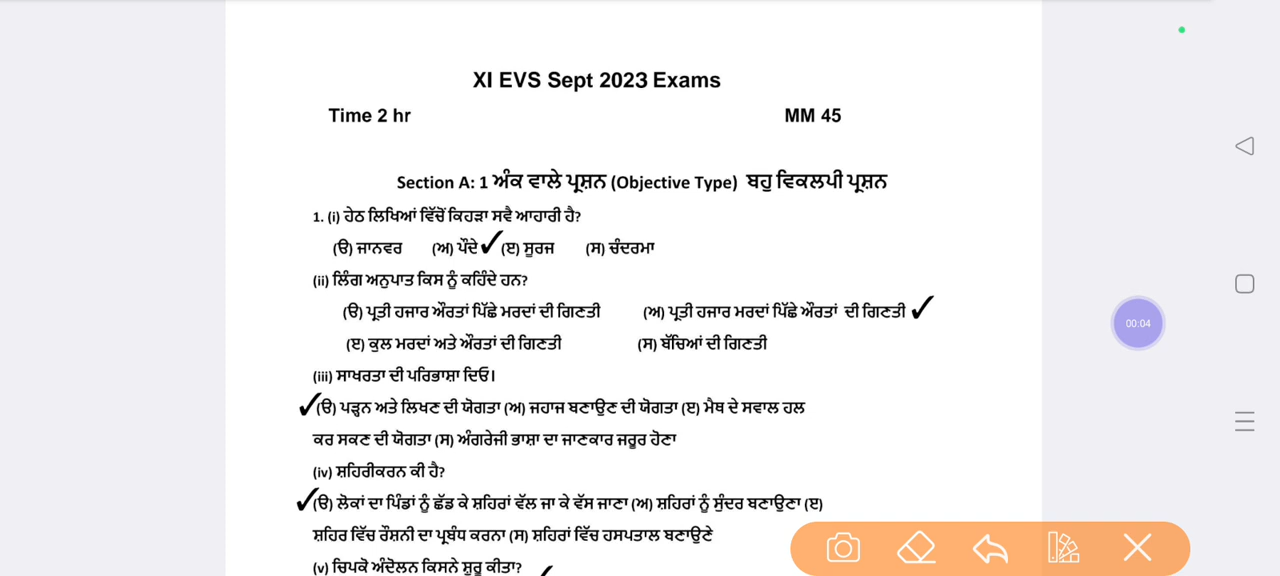 XI EVS Sept 2023 Exams
Time 2 hr MM 45
Section A: 1 ਅੰਕ ਵਾਲੇ ਪ੍ਰਸ਼ਨ (Objective Type) ਬਹੁ ਵਿਕਲਪੀ ਪ੍ਰਸ਼ਨ
1. (i) ਹੇਠ ਲਿਖਿਆਂ ਵਿੱਚੋਂ ਕਿਹੜਾ ਸਵੈ ਆਹਾਰੀ ਹੈ?
(ੳ) ਜਾਨਵਰ (ਅ) ਪੌਦੇ (ੲ) ਸੂਰਜ (ਸ) ਚੰਦਰਮਾ
(ii) ਲਿੰਗ ਅਨੁਪਾਤ ਕਿਸ ਨੂੰ ਕਹਿੰਦੇ ਹਨ?
(ੳ) ਪ੍ਰਤੀ ਹਜਾਰ ਔਰਤਾਂ ਪਿੱਛੇ ਮਰਦਾਂ ਦੀ ਗਿਣਤੀ (ਅ) ਪ੍ਰਤੀ ਹਜਾਰ ਮਰਦਾਂ ਪਿੱਛੇ ਔਰਤਾਂ ਦੀ ਗਿਣਤੀ
(ੲ) ਕੁਲ ਮਰਦਾਂ ਅਤੇ ਔਰਤਾਂ ਦੀ ਗਿਣਤੀ (ਸ) ਬੱਚਿਆਂ ਦੀ ਗਿਣਤੀ
00:04
(iii) ਸਾਖਰਤਾ ਦੀ ਪਰਿਭਾਸ਼ਾ ਦਿਓ।
(ੳ) ਪੜ੍ਹਨ ਅਤੇ ਲਿਖਣ ਦੀ ਯੋਗਤਾ (ਅ) ਜਹਾਜ ਬਣਾਉਣ ਦੀ ਯੋਗਤਾ (ੲ) ਮੈਥ ਦੇ ਸਵਾਲ ਹਲ
ਕਰ ਸਕਣ ਦੀ ਯੋਗਤਾ (ਸ) ਅੰਗਰੇਜੀ ਭਾਸ਼ਾ ਦਾ ਜਾਣਕਾਰ ਜਰੂਰ ਹੋਣਾ
(iv) ਸ਼ਹਿਰੀਕਰਨ ਕੀ ਹੈ?
(ੳ) ਲੋਕਾਂ ਦਾ ਪਿੰਡਾਂ ਨੂੰ ਛੱਡ ਕੇ ਸ਼ਹਿਰਾਂ ਵੱਲ ਜਾ ਕੇ ਵੱਸ ਜਾਣਾ (ਅ) ਸ਼ਹਿਰਾਂ ਨੂੰ ਸੁੰਦਰ ਬਣਾਉਣਾ (ੲ)
ਸ਼ਹਿਰ ਵਿੱਚ ਰੌਸ਼ਨੀ ਦਾ ਪ੍ਰਬੰਧ ਕਰਨਾ (ਸ) ਸ਼ਹਿਰਾਂ ਵਿੱਚ ਹਸਪਤਾਲ ਬਣਾਉਣੇ
(v) ਚਿਪਕੋ ਅੰਦੋਲਨ ਕਿਸਨੇ ਸ਼ੁਰੂ ਕੀਤਾ?